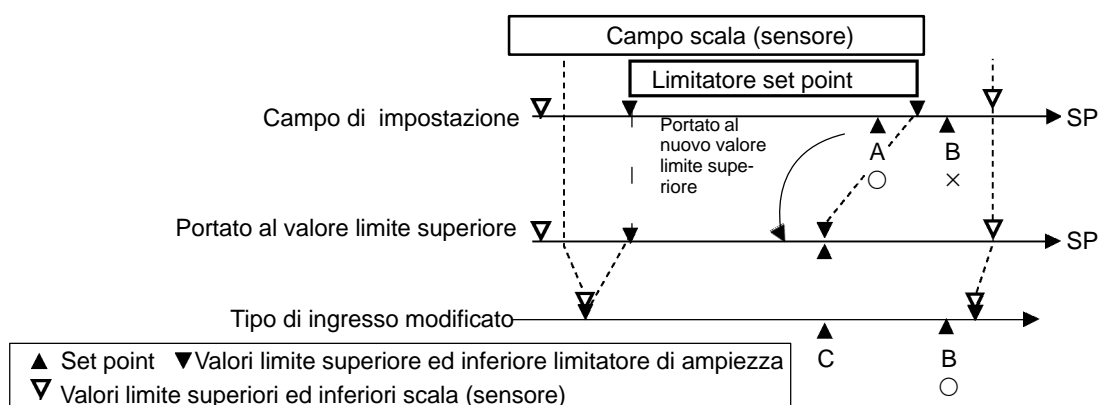 Campo scala (sensore)
Limitatore set point
Campo di impostazione
SP
Portato al
nuovo valore
limite supe-
riore
A
B
○
×
Portato al valore limite superiore
SP
Tipo di ingresso modificato
C
B
○
▲ Set point ▼Valori limite superiore ed inferiore limitatore di ampiezza
▽ Valori limite superiori ed inferiori scala (sensore)